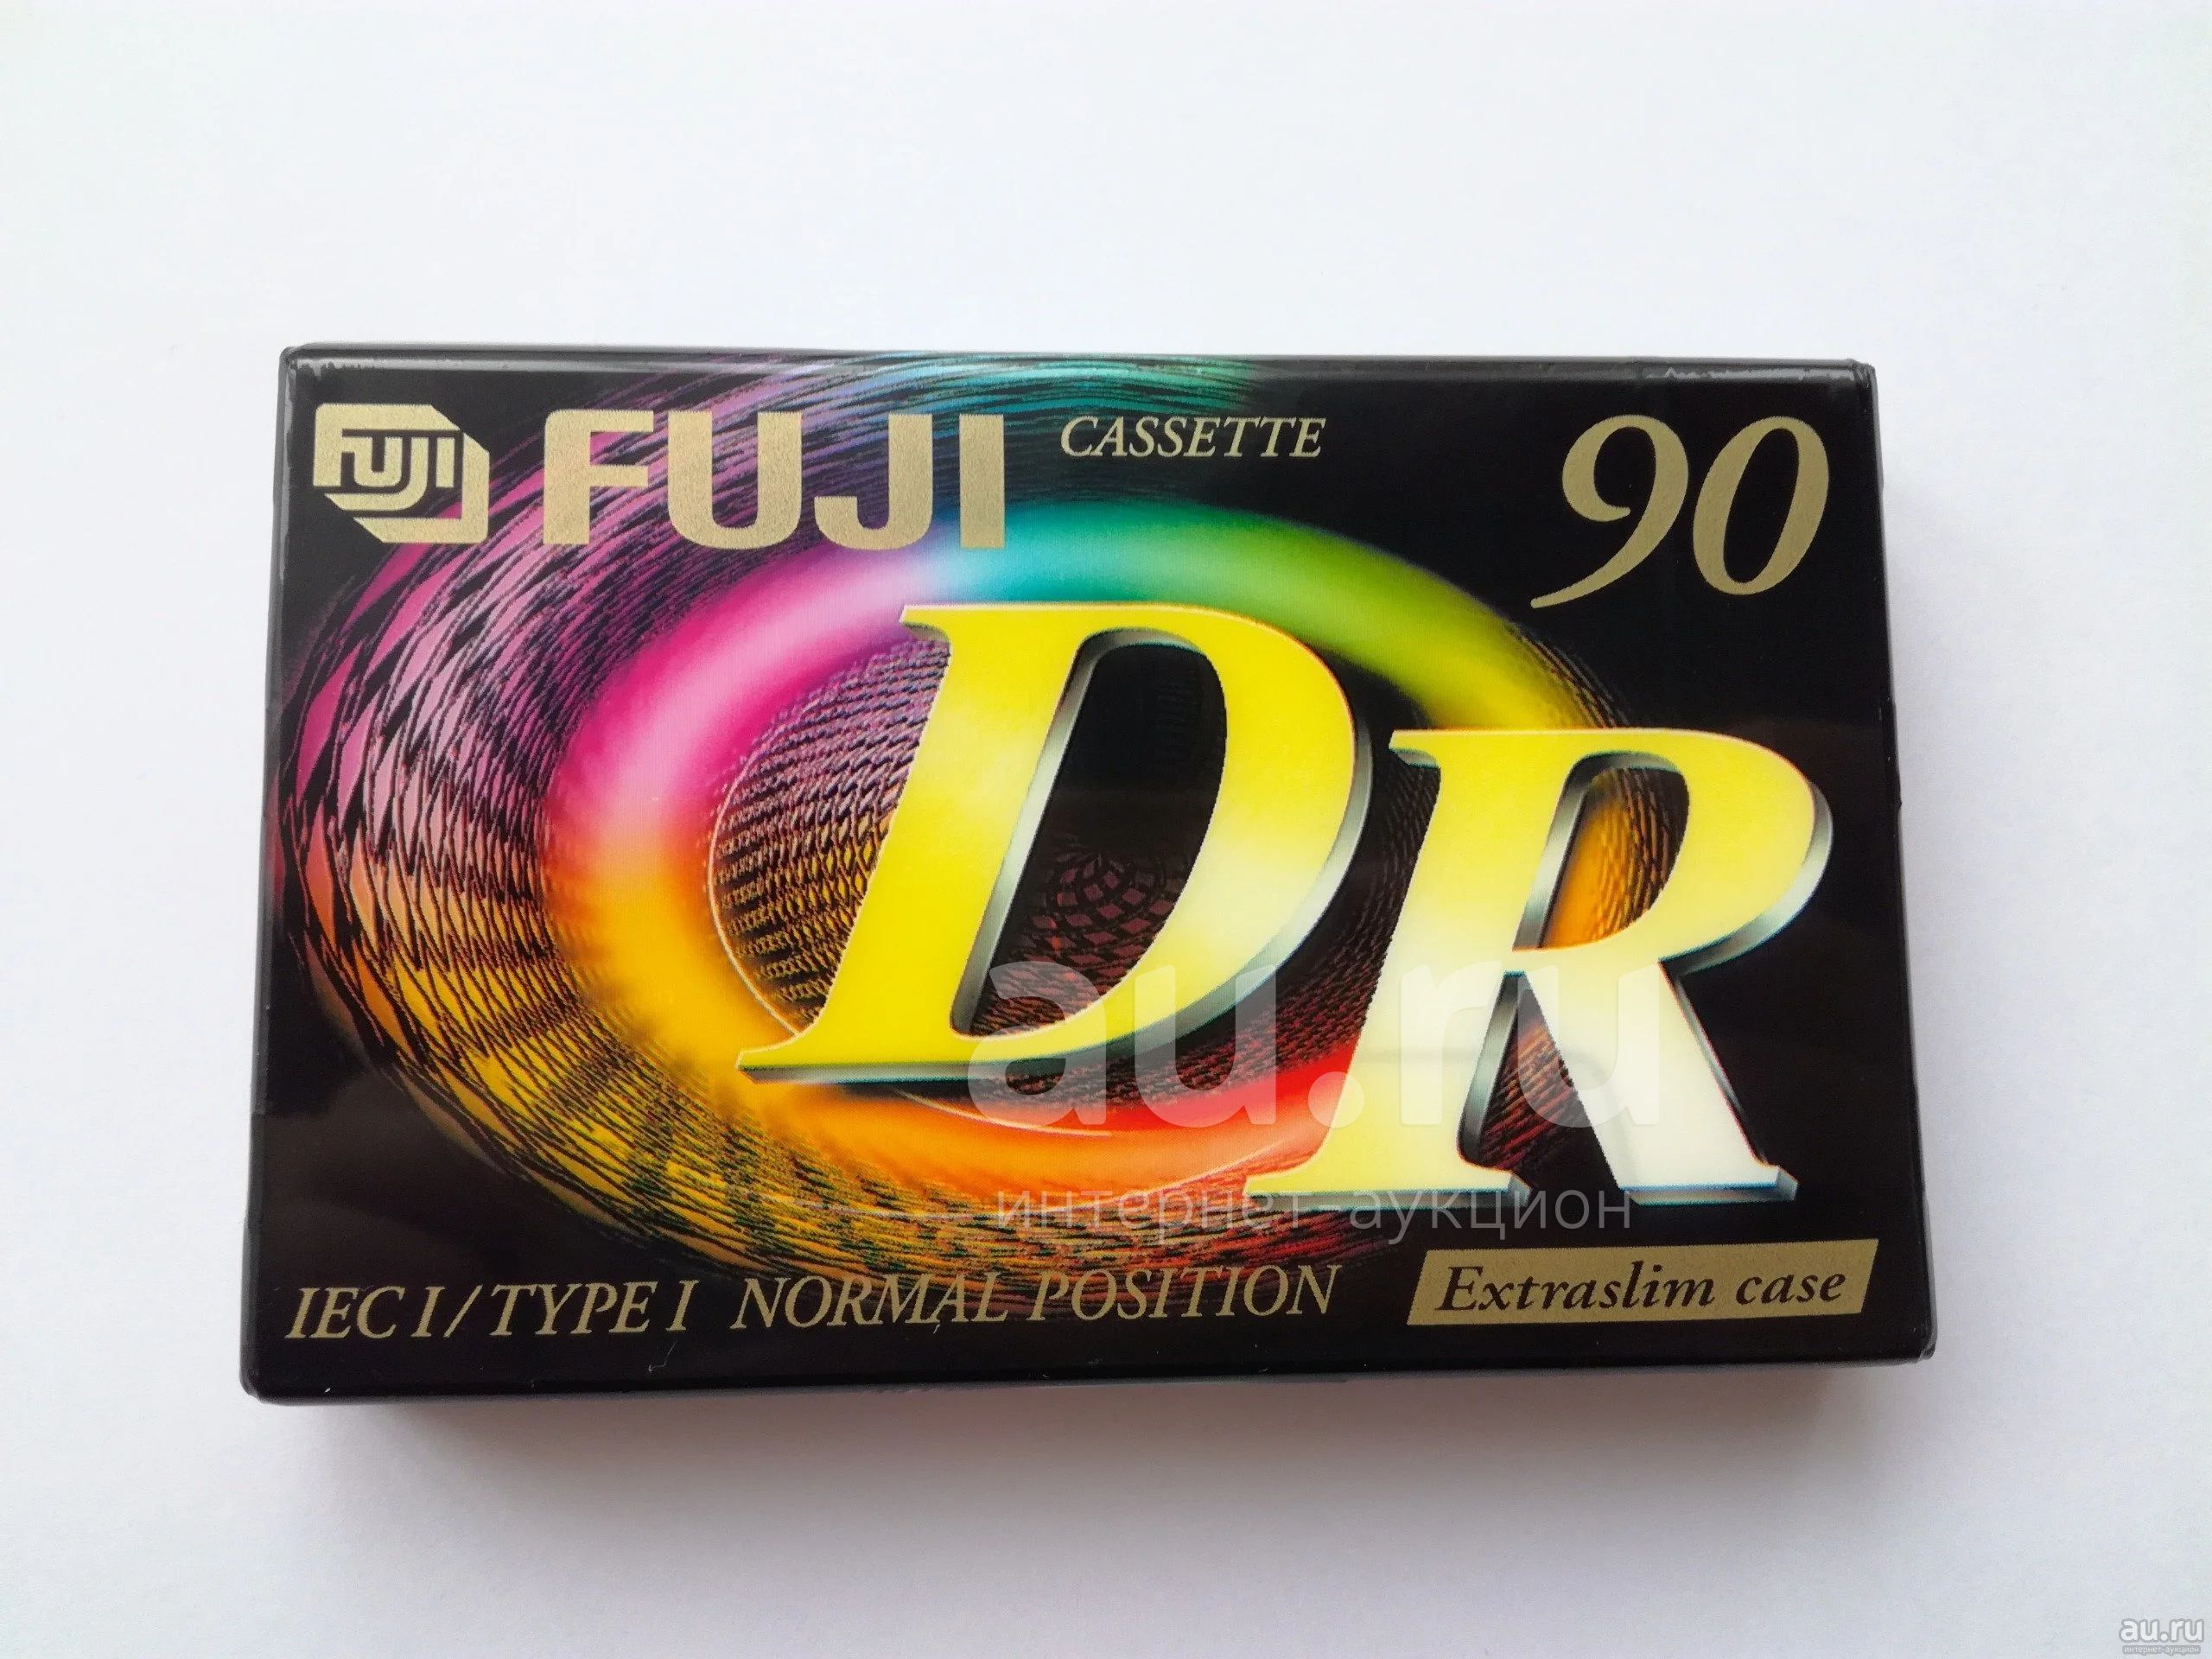 FUJI FUJI CASSETTE 90
DR
au.ru
интернет-аукцион
IEC I/TYPE I NORMAL POSITION Extraslim case
au.ru
интернет-аукцион